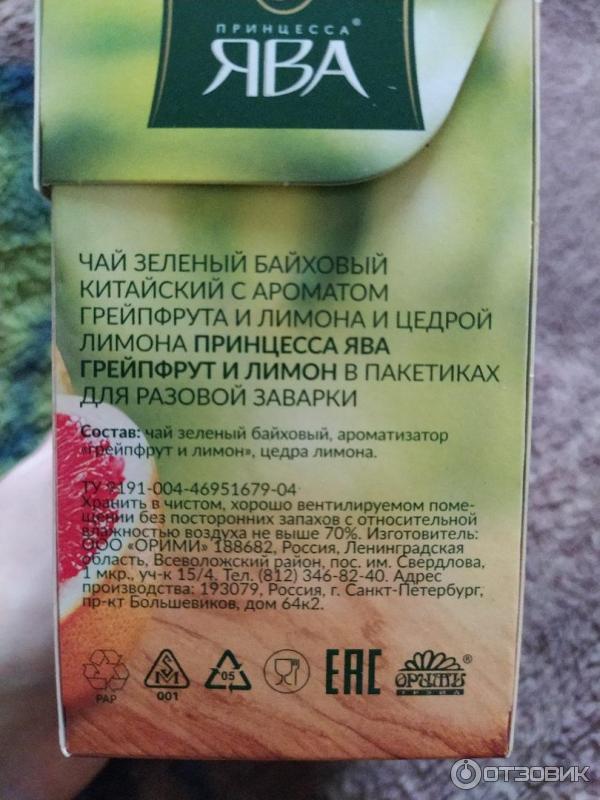 ПРИНЦЕССА®
ЯВА
ЧАЙ ЗЕЛЕНЫЙ БАЙХОВЫЙ
КИТАЙСКИЙ С АРОМАТОМ
ГРЕЙПФРУТА И ЛИМОНА И ЦЕДРОЙ
ЛИМОНА ПРИНЦЕССА ЯВА
ГРЕЙПФРУТ И ЛИМОН В ПАКЕТИКАХ
ДЛЯ РАЗОВОЙ ЗАВАРКИ
Состав: чай зеленый байховый, ароматизатор
«грейпфрут и лимон», цедра лимона.
ТУ 9191-004-46951679-04
Хранить в чистом, хорошо вентилируемом поме-
щении без посторонних запахов с относительной
влажностью воздуха не выше 70%. Изготовитель:
ООО «ОРИМИ» 188682, Россия, Ленинградская
область, Всеволожский район, пос. им. Свердлова,
1 мкр., уч-к 15/4. Тел. (812) 346-82-40. Адрес
производства: 193079, Россия, г. Санкт-Петербург,
пр-кт Большевиков, дом 64к2.
PAP 001 05 EAC ОРИМИ®
ТРЭЙД
ОТЗОВИК